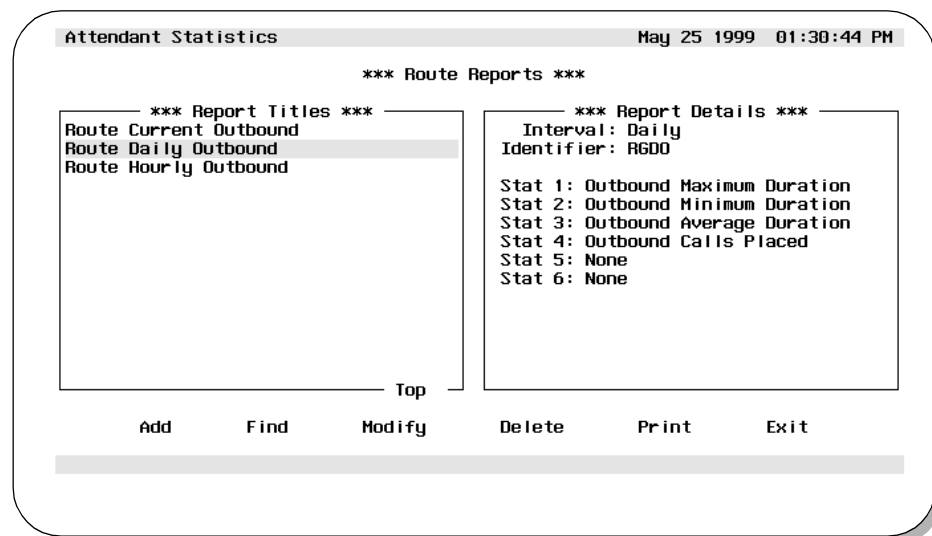 Attendant Statistics May 25 1999 01:30:44 PM
*** Route Reports ***
*** Report Titles ***
Route Current Outbound
Route Daily Outbound
Route Hourly Outbound
Top
*** Report Details ***
Interval: Daily
Identifier: RGDO
Stat 1: Outbound Maximum Duration
Stat 2: Outbound Minimum Duration
Stat 3: Outbound Average Duration
Stat 4: Outbound Calls Placed
Stat 5: None
Stat 6: None
Add Find Modify Delete Print Exit